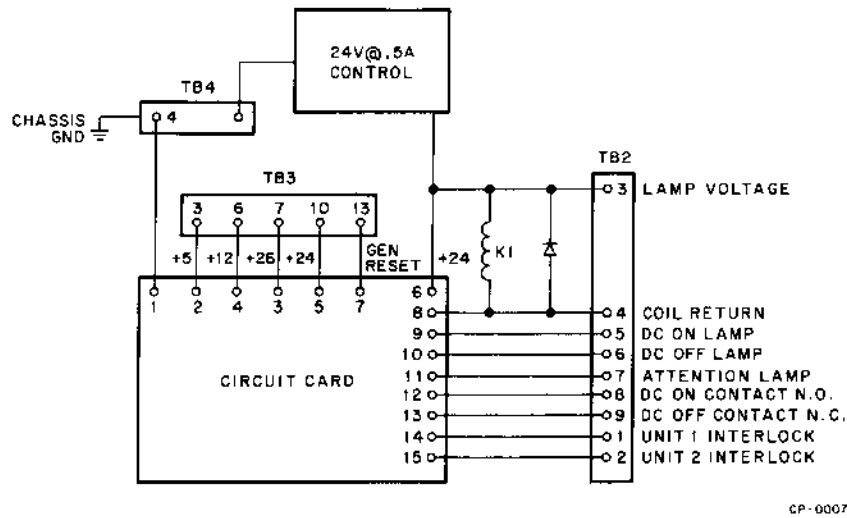 24V@.5A
CONTROL
TB4
4
CHASSIS
GND
TB2
3 LAMP VOLTAGE
TB3
3 6 7 10 13
+5 +12 +26 +24 GEN
RESET
+24
K1
1 2 4 3 5 7 6
8 4 COIL RETURN
9 5 DC ON LAMP
10 6 DC OFF LAMP
11 7 ATTENTION LAMP
12 8 DC ON CONTACT N.O.
13 9 DC OFF CONTACT N.C.
14 1 UNIT 1 INTERLOCK
15 2 UNIT 2 INTERLOCK
CIRCUIT CARD
CP-0007